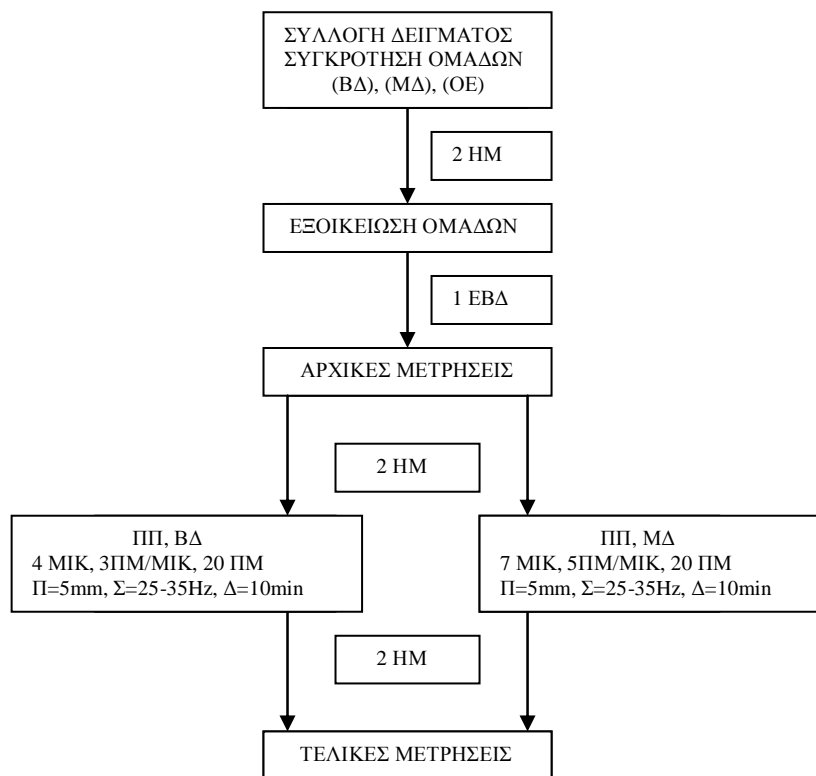 ΣΥΛΛΟΓΗ ΔΕΙΓΜΑΤΟΣ
ΣΥΓΚΡΟΤΗΣΗ ΟΜΑΔΩΝ
(ΒΔ), (ΜΔ), (ΟΕ)
2 ΗΜ
ΕΞΟΙΚΕΙΩΣΗ ΟΜΑΔΩΝ
1 ΕΒΔ
ΑΡΧΙΚΕΣ ΜΕΤΡΗΣΕΙΣ
2 ΗΜ
ΠΠ, ΒΔ
4 ΜΙΚ, 3ΠΜ/ΜΙΚ, 20 ΠΜ
Π=5mm, Σ=25-35Hz, Δ=10min
ΠΠ, ΜΔ
7 ΜΙΚ, 5ΠΜ/ΜΙΚ, 20 ΠΜ
Π=5mm, Σ=25-35Hz, Δ=10min
2 ΗΜ
ΤΕΛΙΚΕΣ ΜΕΤΡΗΣΕΙΣ